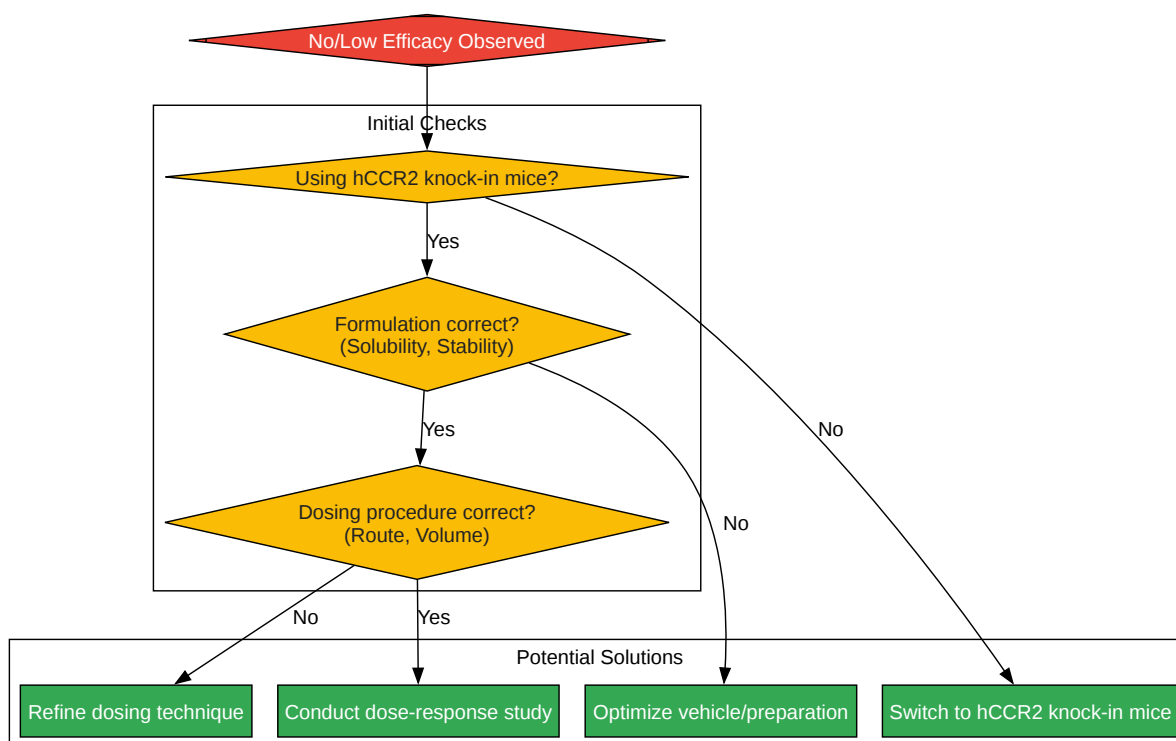 No/Low Efficacy Observed
Initial Checks
Using hCCR2 knock-in mice?
Yes
Formulation correct?
(Solubility, Stability)
Yes
No
Dosing procedure correct?
(Route, Volume)
No
No
Yes
Potential Solutions
Refine dosing technique
Conduct dose-response study
Optimize vehicle/preparation
Switch to hCCR2 knock-in mice